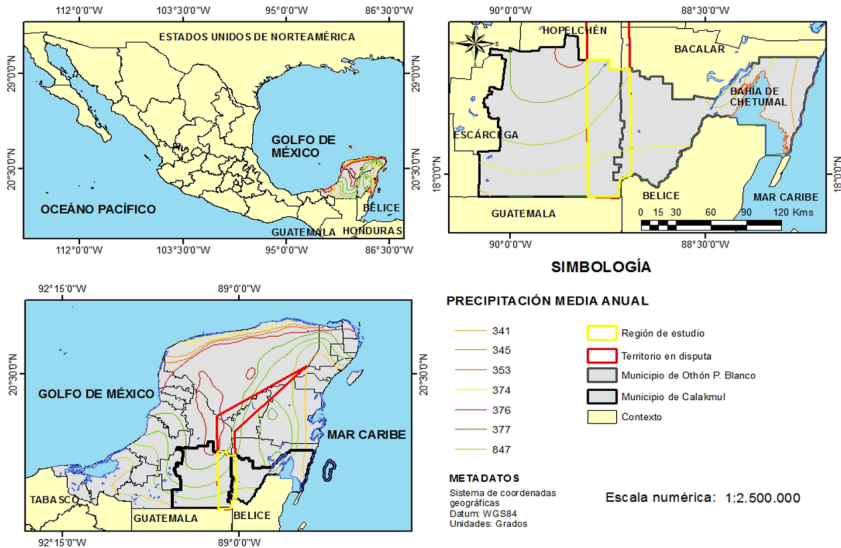 112°0'0"W 103°30'0"W 95°0'0"W 86°30'0"W
ESTADOS UNIDOS DE NORTEAMÉRICA
29°0'0"N
29°0'0"N
GOLFO DE
MÉXICO
20°30'0"N
20°30'0"N
OCEÁNO PACÍFICO
BÉLICE
GUATEMALA HONDURAS
112°0'0"W 103°30'0"W 95°0'0"W 86°30'0"W
90°0'0"W 88°30'0"W
HOPELCHÉN
BACALAR
BAHÍA DE
CHETUMAL
ESCÁRCEGA
18°0'0"N
18°0'0"N
BELICE
MAR CARIBE
GUATEMALA
0 15 30 60 90 120 Kms
90°0'0"W 88°30'0"W
92°15'0"W 89°0'0"W
20°30'0"N
20°30'0"N
GOLFO DE MÉXICO
MAR CARIBE
TABASCO
GUATEMALA
BELICE
92°15'0"W 89°0'0"W
SIMBOLOGÍA
PRECIPITACIÓN MEDIA ANUAL
341
345
353
374
376
377
847
Región de estudio
Territorio en disputa
Municipio de Othón P. Blanco
Municipio de Calakmul
Contexto
METADATOS
Sistema de coordenadas
geográficas
Datum: WGS84
Unidades: Grados
Escala numérica: 1:2.500.000